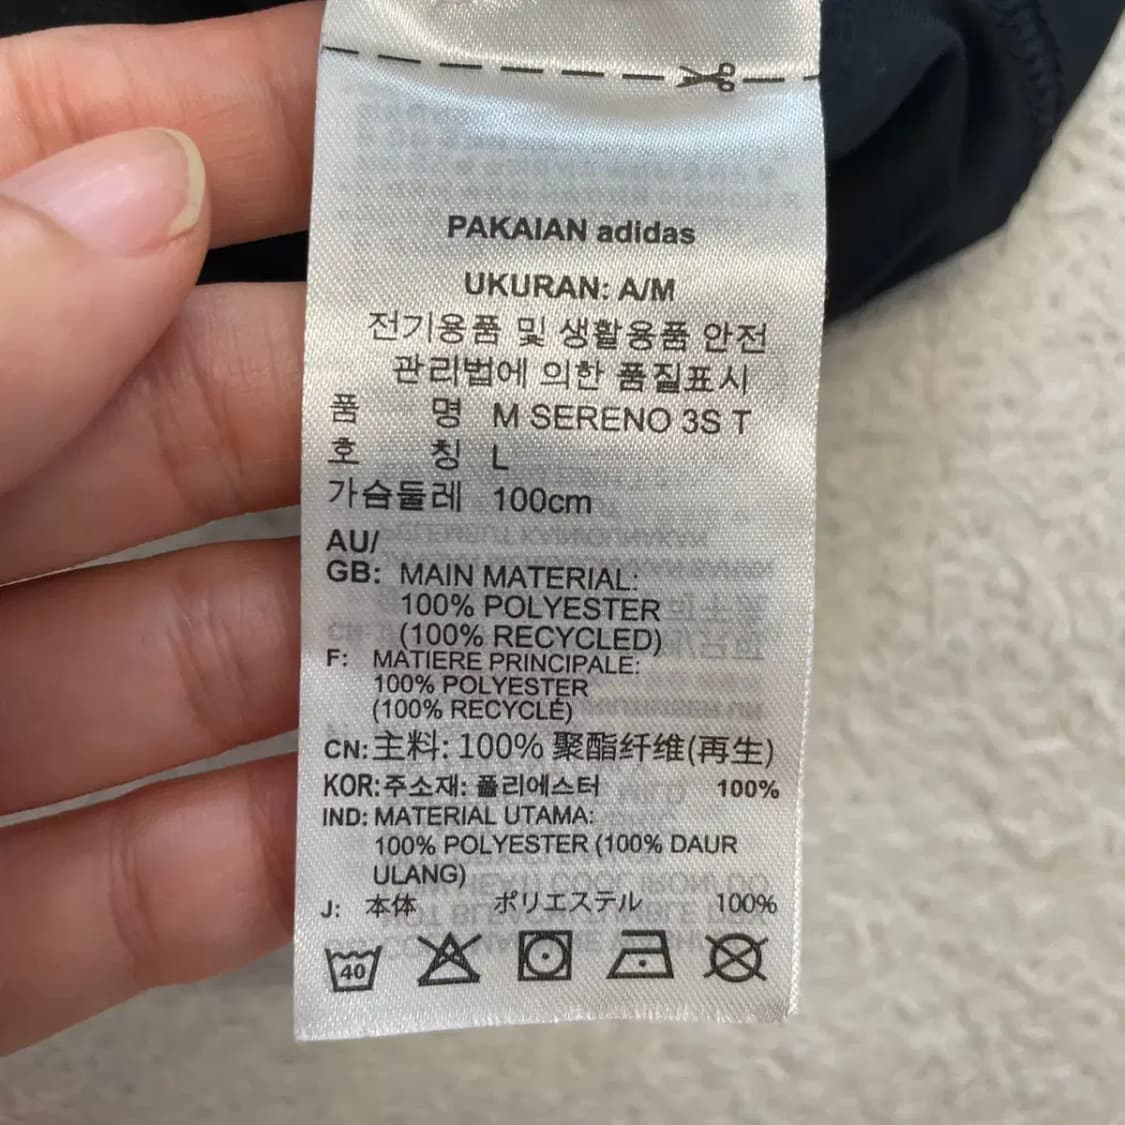 PAKAIAN adidas
UKURAN: A/M
전기용품 및 생활용품 안전
관리법에 의한 품질표시
품 명 M SERENO 3S T
호 칭 L
가슴둘레 100cm
AU/
GB: MAIN MATERIAL:
100% POLYESTER
(100% RECYCLED)
F: MATIERE PRINCIPALE:
100% POLYESTER
(100% RECYCLÉ)
CN: 主料: 100% 聚酯纤维(再生)
KOR: 주소재: 폴리에스터 100%
IND: MATERIAL UTAMA:
100% POLYESTER (100% DAUR
ULANG)
J: 本体 ポリエステル 100%
40